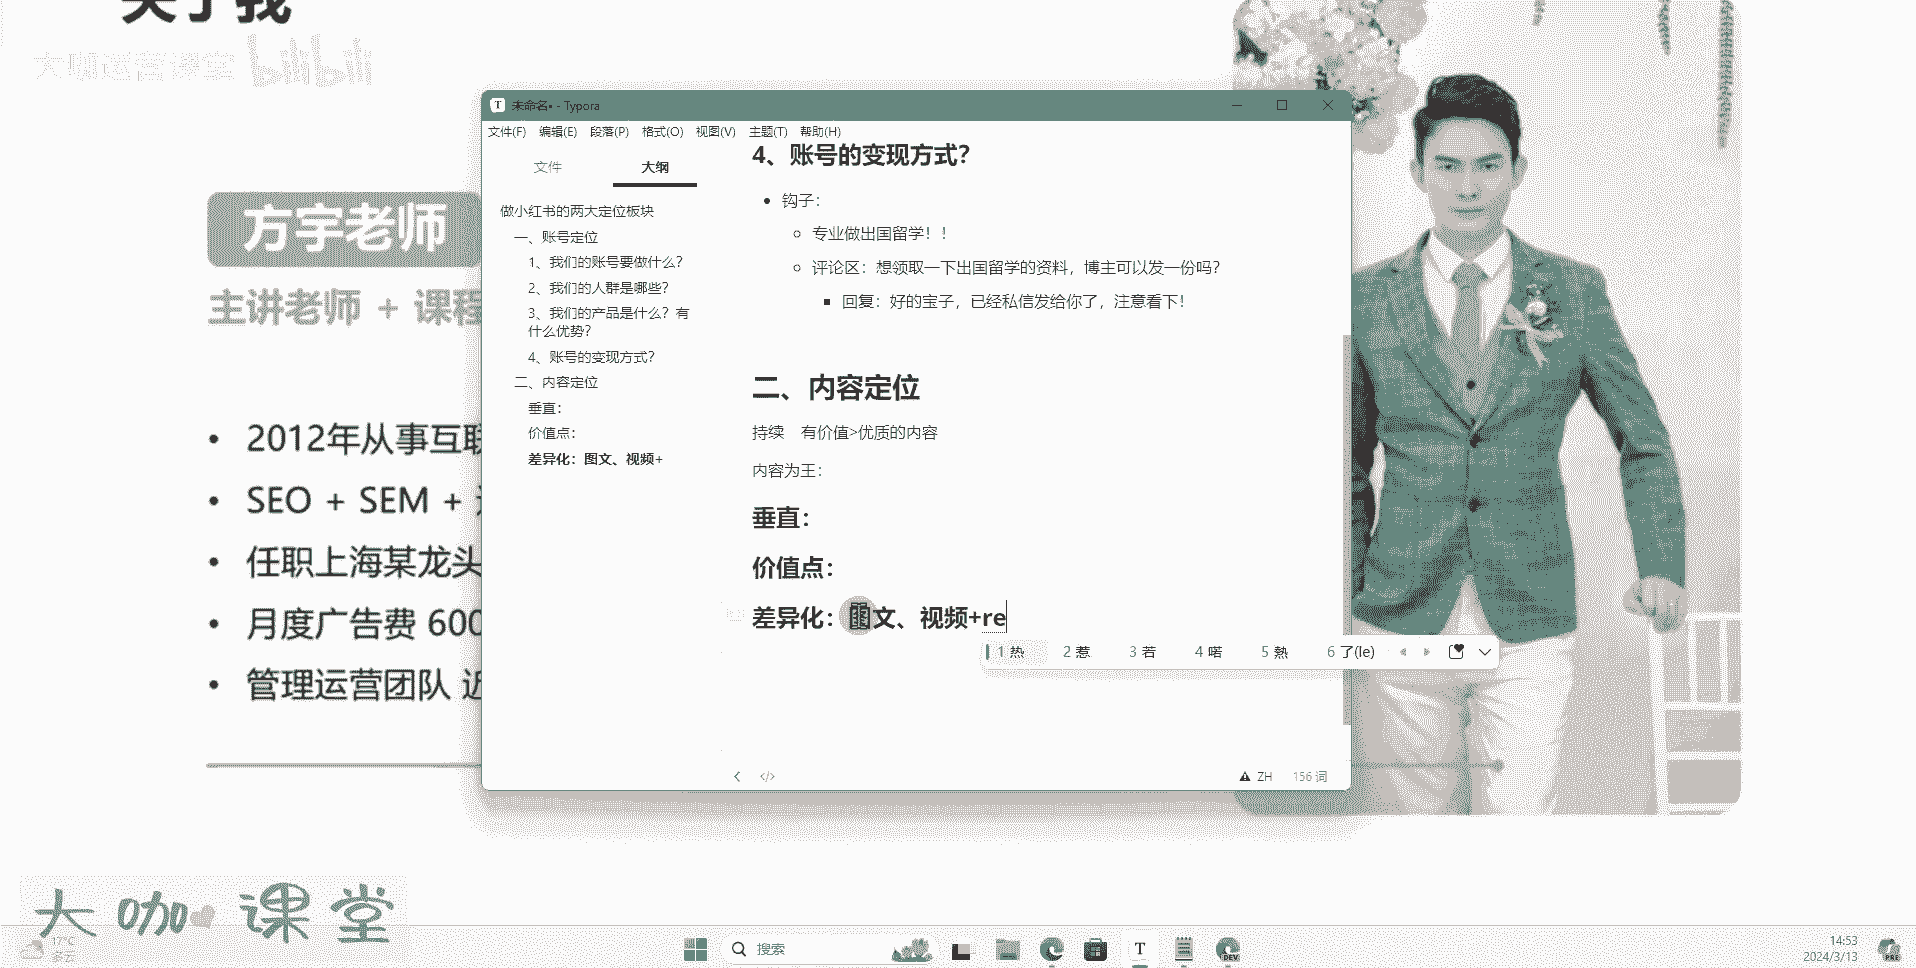 关于我
大咖运营课堂 bilibili
方宇老师
主讲老师 + 课程
2012年从事互联
SEO + SEM +
任职上海某龙头
月度广告费 600
管理运营团队 近
T 未命名• - Typora
文件(F) 编辑(E) 段落(P) 格式(O) 视图(V) 主题(T) 帮助(H)
文件 大纲
做小红书的两大定位板块
一、账号定位
1、我们的账号要做什么?
2、我们的人群是哪些?
3、我们的产品是什么? 有
什么优势?
4、账号的变现方式?
二、内容定位
垂直:
价值点:
差异化: 图文、视频+
4、账号的变现方式?
钩子:
专业做出国留学! !
评论区: 想领取一下出国留学的资料, 博主可以发一份吗?
回复: 好的宝子, 已经私信发给你了, 注意看下!
二、内容定位
持续 有价值>优质的内容
内容为王:
垂直:
价值点:
差异化: 图文、视频+re
1 热 2 惹 3 若 4 喏 5 熱 6 了(le)
</> ZH 156 词
大咖课堂
17°C
多云
搜索
T
DEV
14:53
2024/3/13
PRE